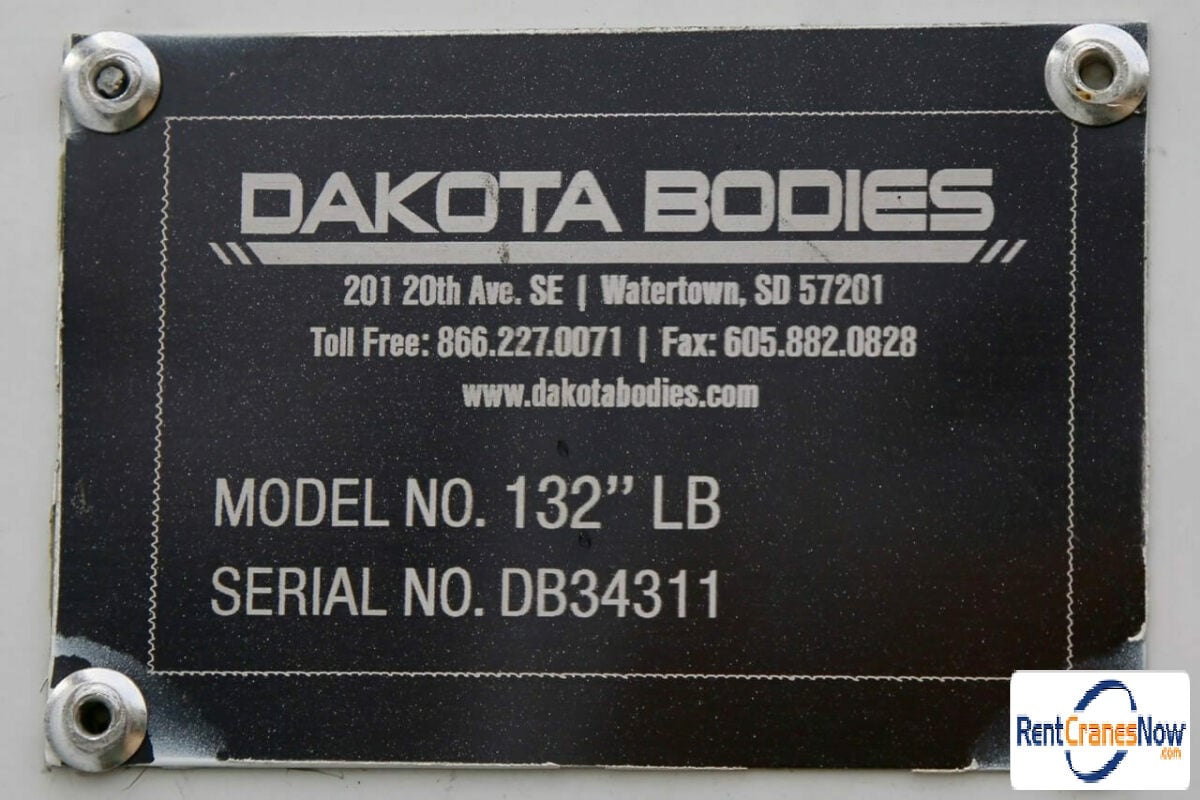 DAKOTA BODIES
201 20th Ave. SE | Watertown, SD 57201
Toll Free: 866.227.0071 | Fax: 605.882.0828
www.dakotabodies.com
MODEL NO. 132” LB
SERIAL NO. DB34311
RentCranesNow
.com